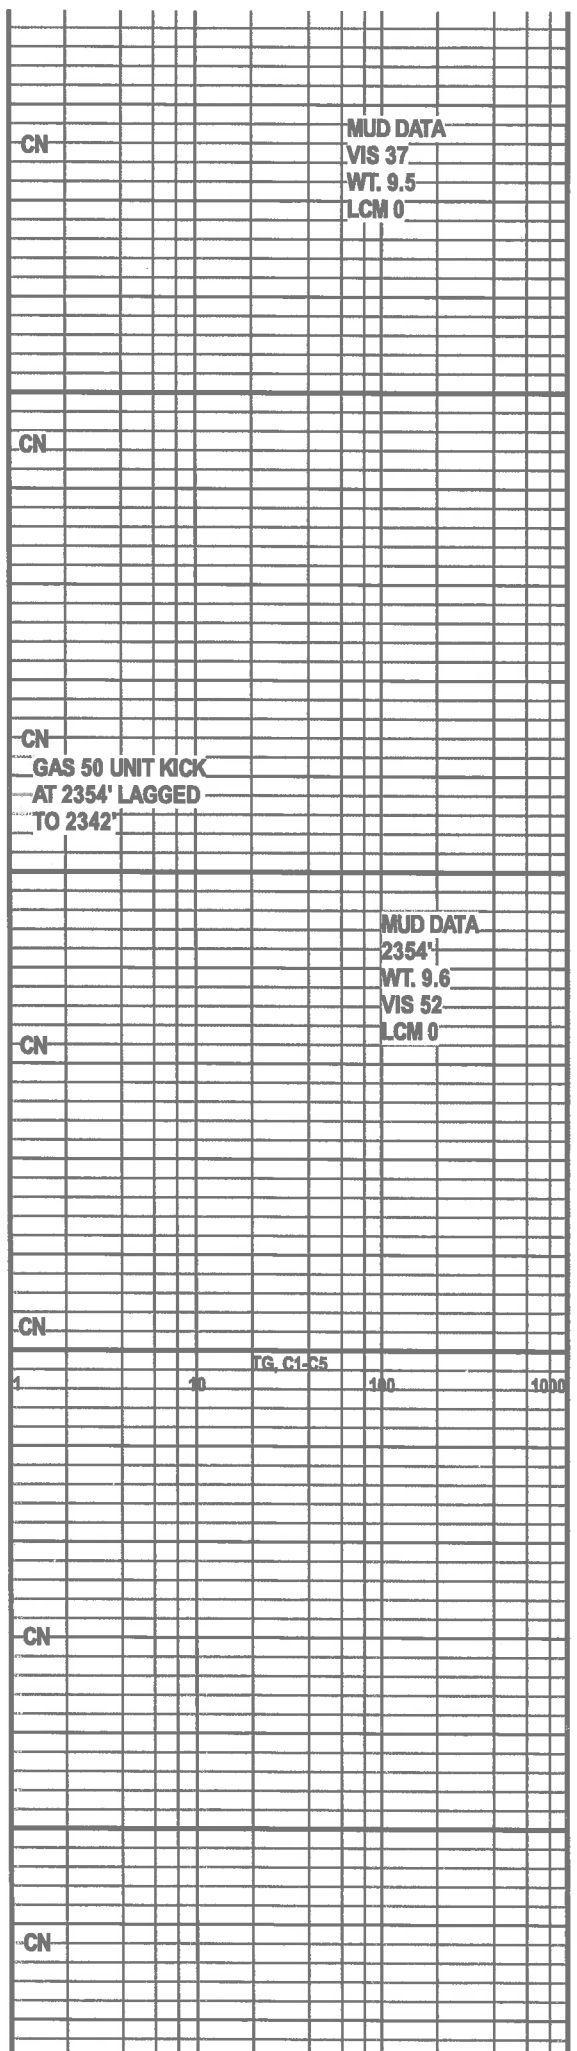 MUD DATA
CN
VIS 37
WT. 9.5
LCM 0
CN
CN
GAS 50 UNIT KICK
AT 2354' LAGGED
TO 2342'
MUD DATA
2354'
WT. 9.6
VIS 52
CN
LCM 0
CN
TG, C1-C5
1 10 100 1000
CN
CN